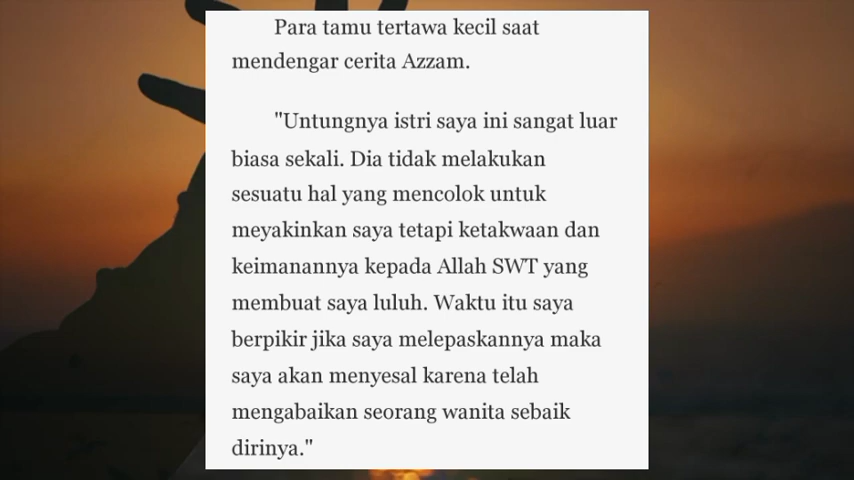 Para tamu tertawa kecil saat
mendengar cerita Azzam.
"Untungnya istri saya ini sangat luar
biasa sekali. Dia tidak melakukan
sesuatu hal yang mencolok untuk
meyakinkan saya tetapi ketakwaan dan
keimanannya kepada Allah SWT yang
membuat saya luluh. Waktu itu saya
berpikir jika saya melepaskannya maka
saya akan menyesal karena telah
mengabaikan seorang wanita sebaik
dirinya."